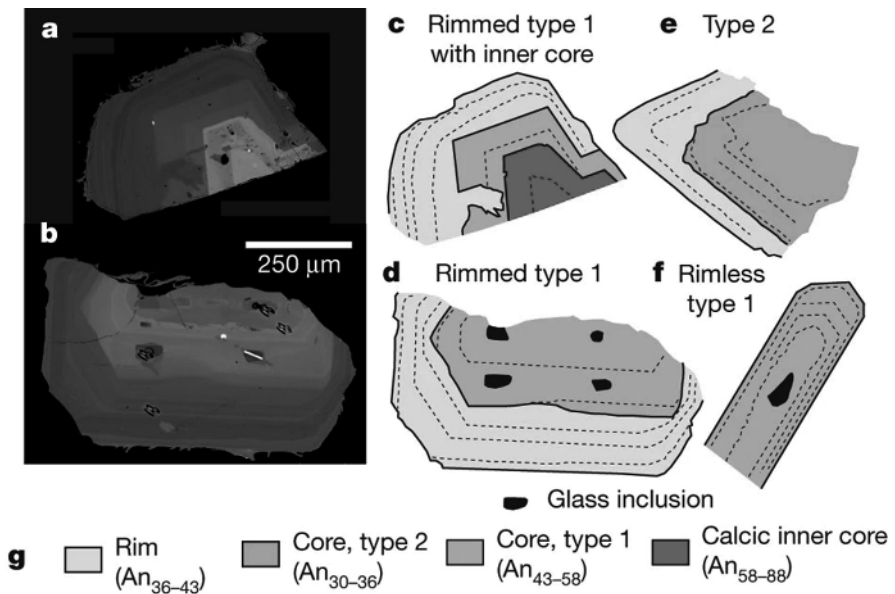 a
b
250 μm
c Rimmed type 1
with inner core
e Type 2
d Rimmed type 1
f Rimless
type 1
Glass inclusion
g
Rim
(An36–43)
Core, type 2
(An30–36)
Core, type 1
(An43–58)
Calcic inner core
(An58–88)